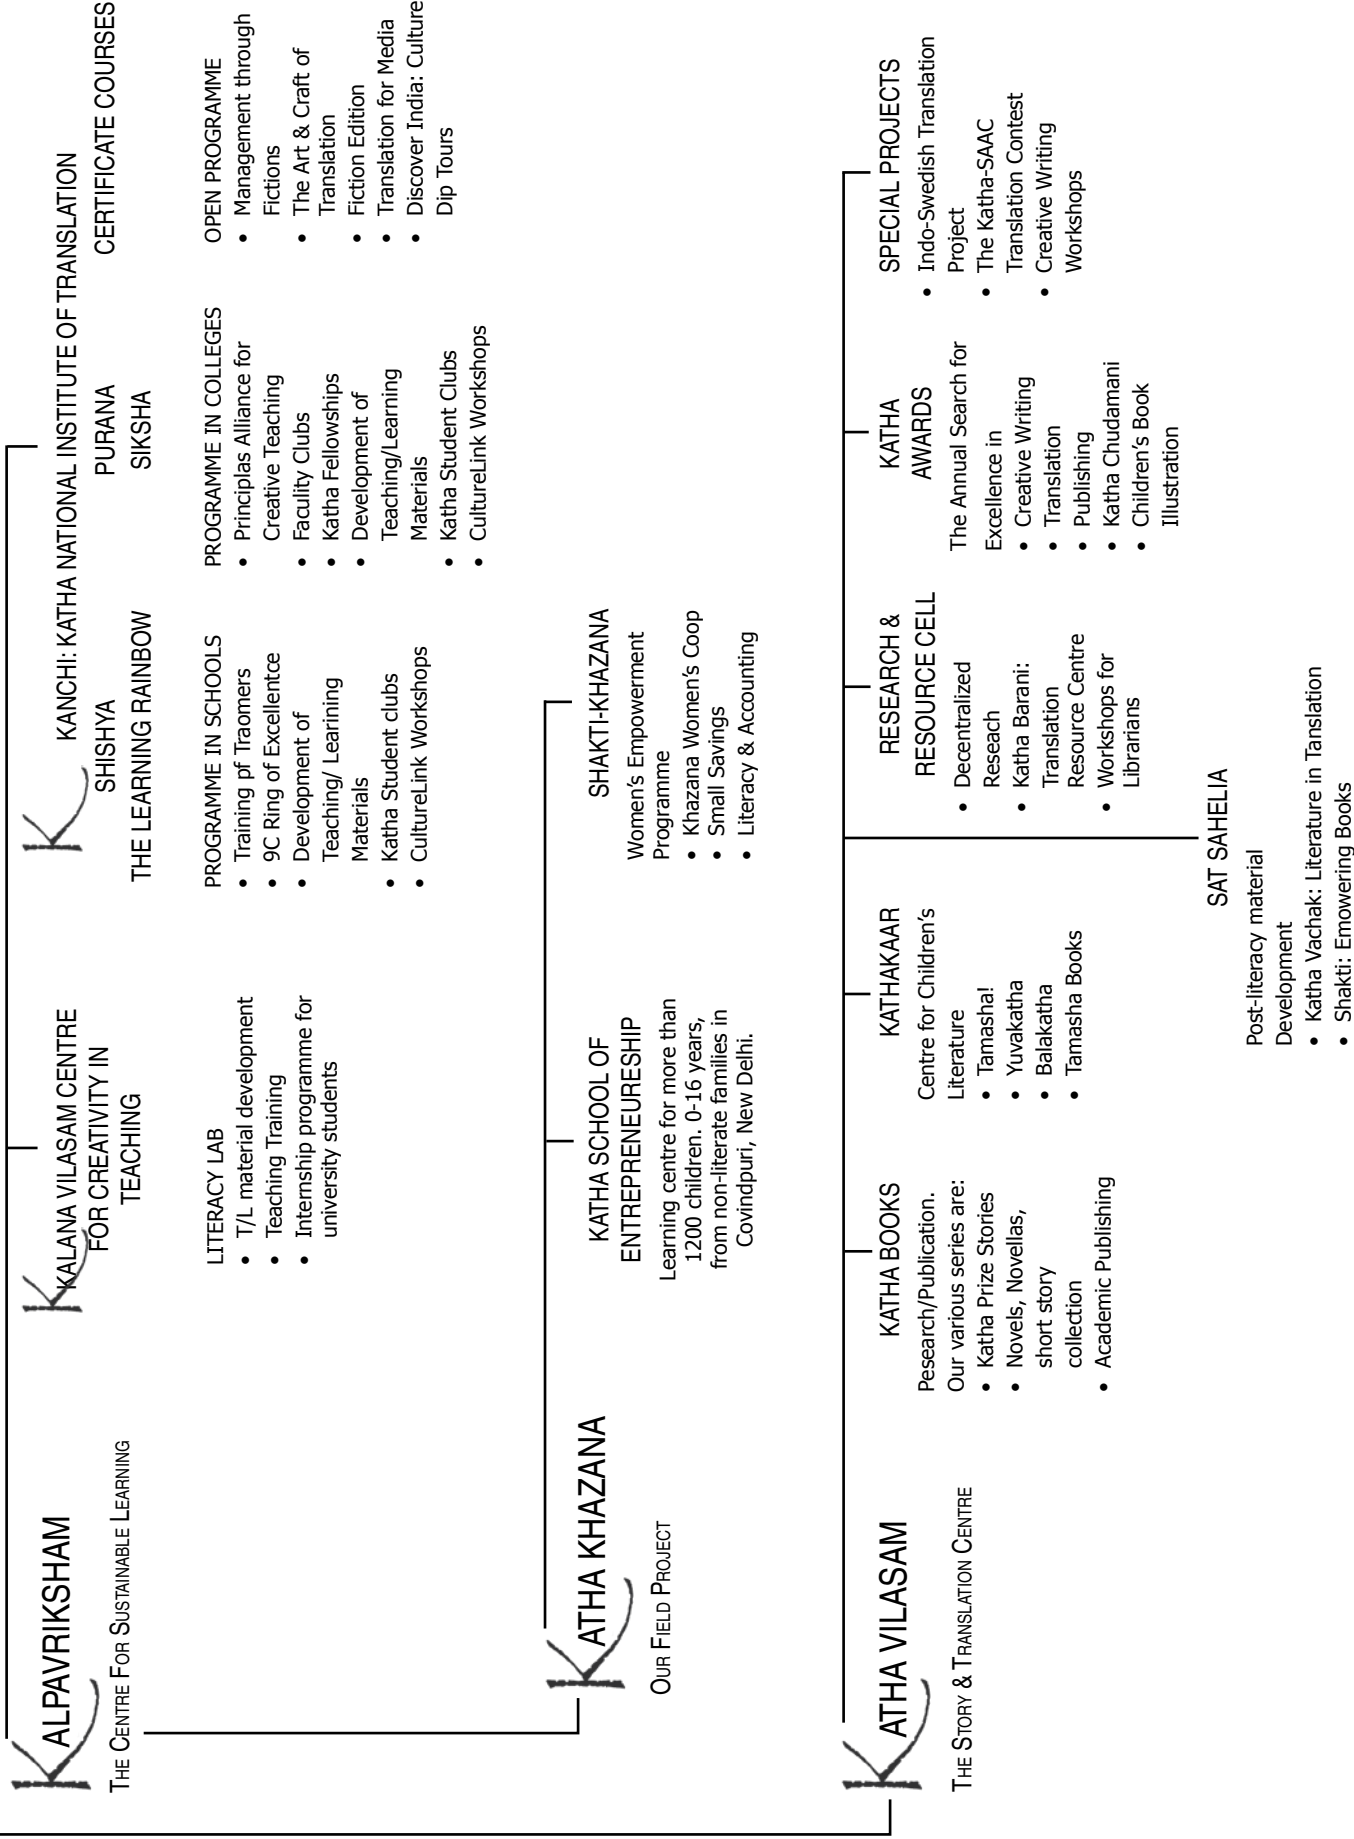 KALPAVRIKSHAM
THE CENTRE FOR SUSTAINABLE LEARNING
KALANA VILASAM CENTRE
FOR CREATIVITY IN
TEACHING
LITERACY LAB
• T/L material development
• Teaching Training
• Internship programme for
university students
K
KANCHI: KATHA NATIONAL INSTITUTE OF TRANSLATION
SHISHYA
THE LEARNING RAINBOW
PROGRAMME IN SCHOOLS
• Training pf Traomers
• 9C Ring of Excellence
• Development of
Teaching/ Learining
Materials
• Katha Student clubs
• CultureLink Workshops
PURANA
SIKSHA
PROGRAMME IN COLLEGES
• Principlas Alliance for
Creative Teaching
• Faculty Clubs
• Katha Fellowships
• Development of
Teaching/Learning
Materials
• Katha Student Clubs
• CultureLink Workshops
CERTIFICATE COURSES
OPEN PROGRAMME
• Management through
Fictions
• The Art & Craft of
Translation
• Fiction Edition
• Translation for Media
• Discover India: Culture
Dip Tours
KATHA KHAZANA
OUR FIELD PROJECT
KATHA SCHOOL OF
ENTREPRENEURESHIP
Learning centre for more than
1200 children. 0-16 years,
from non-literate families in
Covindpuri, New Delhi.
SHAKTI-KHAZANA
Women's Empowerment
Programme
• Khazana Women's Coop
• Small Savings
• Literacy & Accounting
KATHA VILASAM
THE STORY & TRANSLATION CENTRE
KATHA BOOKS
Pesearch/Publication.
Our various series are:
• Katha Prize Stories
• Novels, Novellas,
short story
collection
• Academic Publishing
KATHAKAAR
Centre for Children's
Literature
• Tamasha!
• Yuvakatha
• Balakatha
• Tamasha Books
SAT SAHELIA
Post-literacy material
Development
• Katha Vachak: Literature in Tanslation
• Shakti: Emowering Books
RESEARCH &
RESOURCE CELL
• Decentralized
Reseach
• Katha Barani:
Translation
Resource Centre
• Workshops for
Librarians
KATHA
AWARDS
The Annual Search for
Excellence in
• Creative Writing
• Translation
• Publishing
• Katha Chudamani
• Children's Book
Illustration
SPECIAL PROJECTS
• Indo-Swedish Translation
Project
• The Katha-SAAC
Translation Contest
• Creative Writing
Workshops